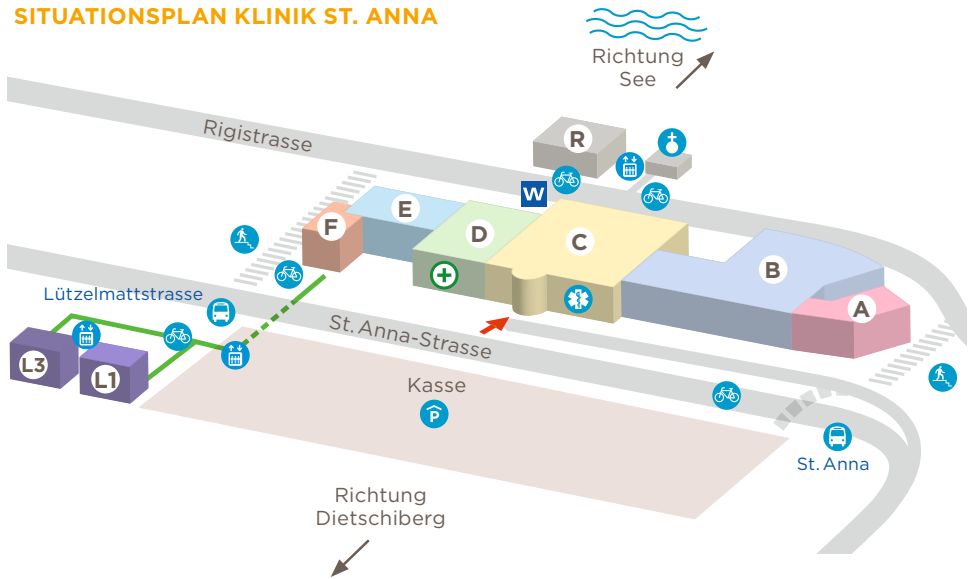 SITUATIONSPLAN KLINIK ST. ANNA
Richtung
See
Rigistrasse
R
W
E
F
D
C
B
A
Lützelmattstrasse
St. Anna-Strasse
L3
L1
Kasse
P
St. Anna
Richtung
Dietschiberg